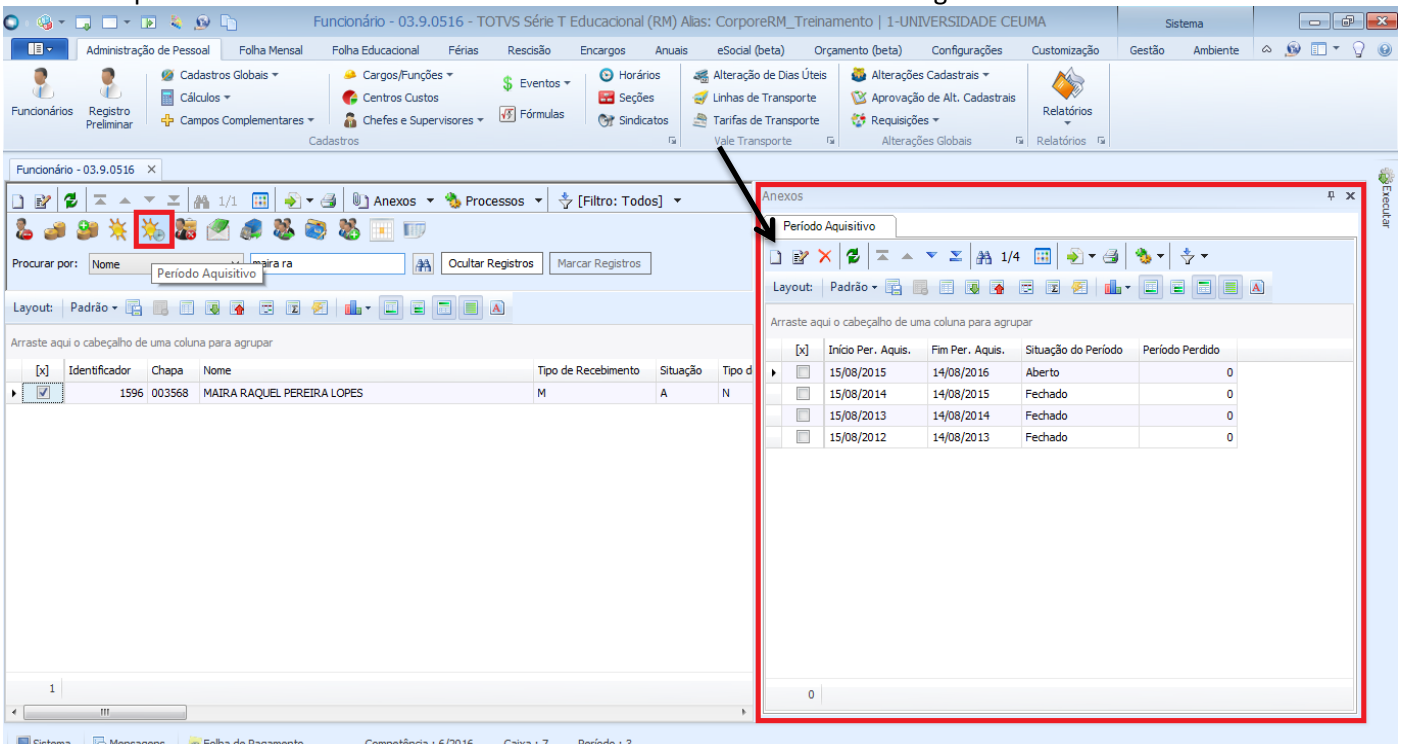 Funcionário - 03.9.0516 - TOTVS Série T Educacional (RM) Alias: CorporeRM_Treinamento | 1-UNIVERSIDADE CEUMA
Sistema
Administração de Pessoal Folha Mensal Folha Educacional Férias Rescisão Encargos Anuais eSocial (beta) Orçamento (beta) Configurações Customização Gestão Ambiente
Funcionários
Registro
Preliminar
Cadastros Globais
Cálculos
Campos Complementares
Cargos/Funções
Centros Custos
Chefes e Supervisores
Eventos
Fórmulas
Horários
Seções
Sindicatos
Cadastros
Alteração de Dias Úteis
Linhas de Transporte
Tarifas de Transporte
Vale Transporte
Alterações Cadastrais
Aprovação de Alt. Cadastrais
Requisições
Alterações Globais
Relatórios
Relatórios
Funcionário - 03.9.0516 X
1/1 Anexos Processos [Filtro: Todos]
Procurar por: Nome maira ra Ocultar Registros Marcar Registros
Período Aquisitivo
Layout: Padrão
Arraste aqui o cabeçalho de uma coluna para agrupar
[x] Identificador Chapa Nome Tipo de Recebimento Situação Tipo d
1596 003568 MAIRA RAQUEL PEREIRA LOPES M A N
1
Anexos
Período Aquisitivo
1/4
Layout: Padrão
Arraste aqui o cabeçalho de uma coluna para agrupar
[x] Início Per. Aquis. Fim Per. Aquis. Situação do Período Período Perdido
15/08/2015 14/08/2016 Aberto 0
15/08/2014 14/08/2015 Fechado 0
15/08/2013 14/08/2014 Fechado 0
15/08/2012 14/08/2013 Fechado 0
0
Executar
Sistema Mensagens Folha de Pagamento Competência : 6/2016 Caixa : 7 Período : 3